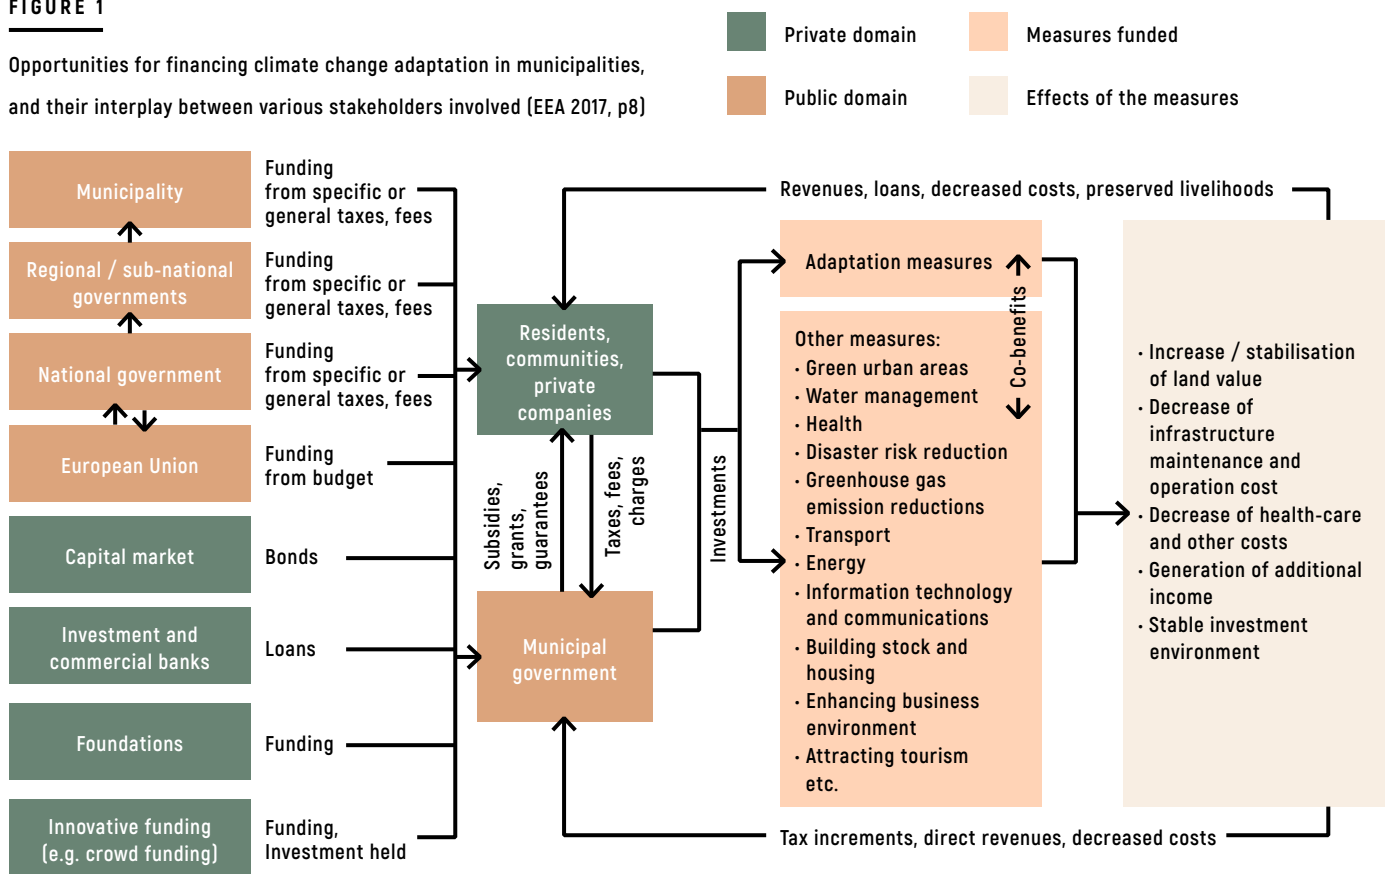 FIGURE 1
Opportunities for financing climate change adaptation in municipalities,
and their interplay between various stakeholders involved (EEA 2017, p8)
Private domain
Measures funded
Public domain
Effects of the measures
Municipality
Funding
from specific or
general taxes, fees
Regional / sub-national
governments
Funding
from specific or
general taxes, fees
National government
Funding
from specific or
general taxes, fees
European Union
Funding
from budget
Capital market
Bonds
Investment and
commercial banks
Loans
Foundations
Funding
Innovative funding
(e.g. crowd funding)
Funding,
Investment held
Residents,
communities,
private
companies
Subsidies,
grants,
guarantees
Taxes, fees,
charges
Municipal
government
Investments
Revenues, loans, decreased costs, preserved livelihoods
Adaptation measures
Co-benefits
Other measures:
· Green urban areas
· Water management
· Health
· Disaster risk reduction
· Greenhouse gas
emission reductions
· Transport
· Energy
· Information technology
and communications
· Building stock and
housing
· Enhancing business
environment
· Attracting tourism
etc.
· Increase / stabilisation
of land value
· Decrease of
infrastructure
maintenance and
operation cost
· Decrease of health-care
and other costs
· Generation of additional
income
· Stable investment
environment
Tax increments, direct revenues, decreased costs